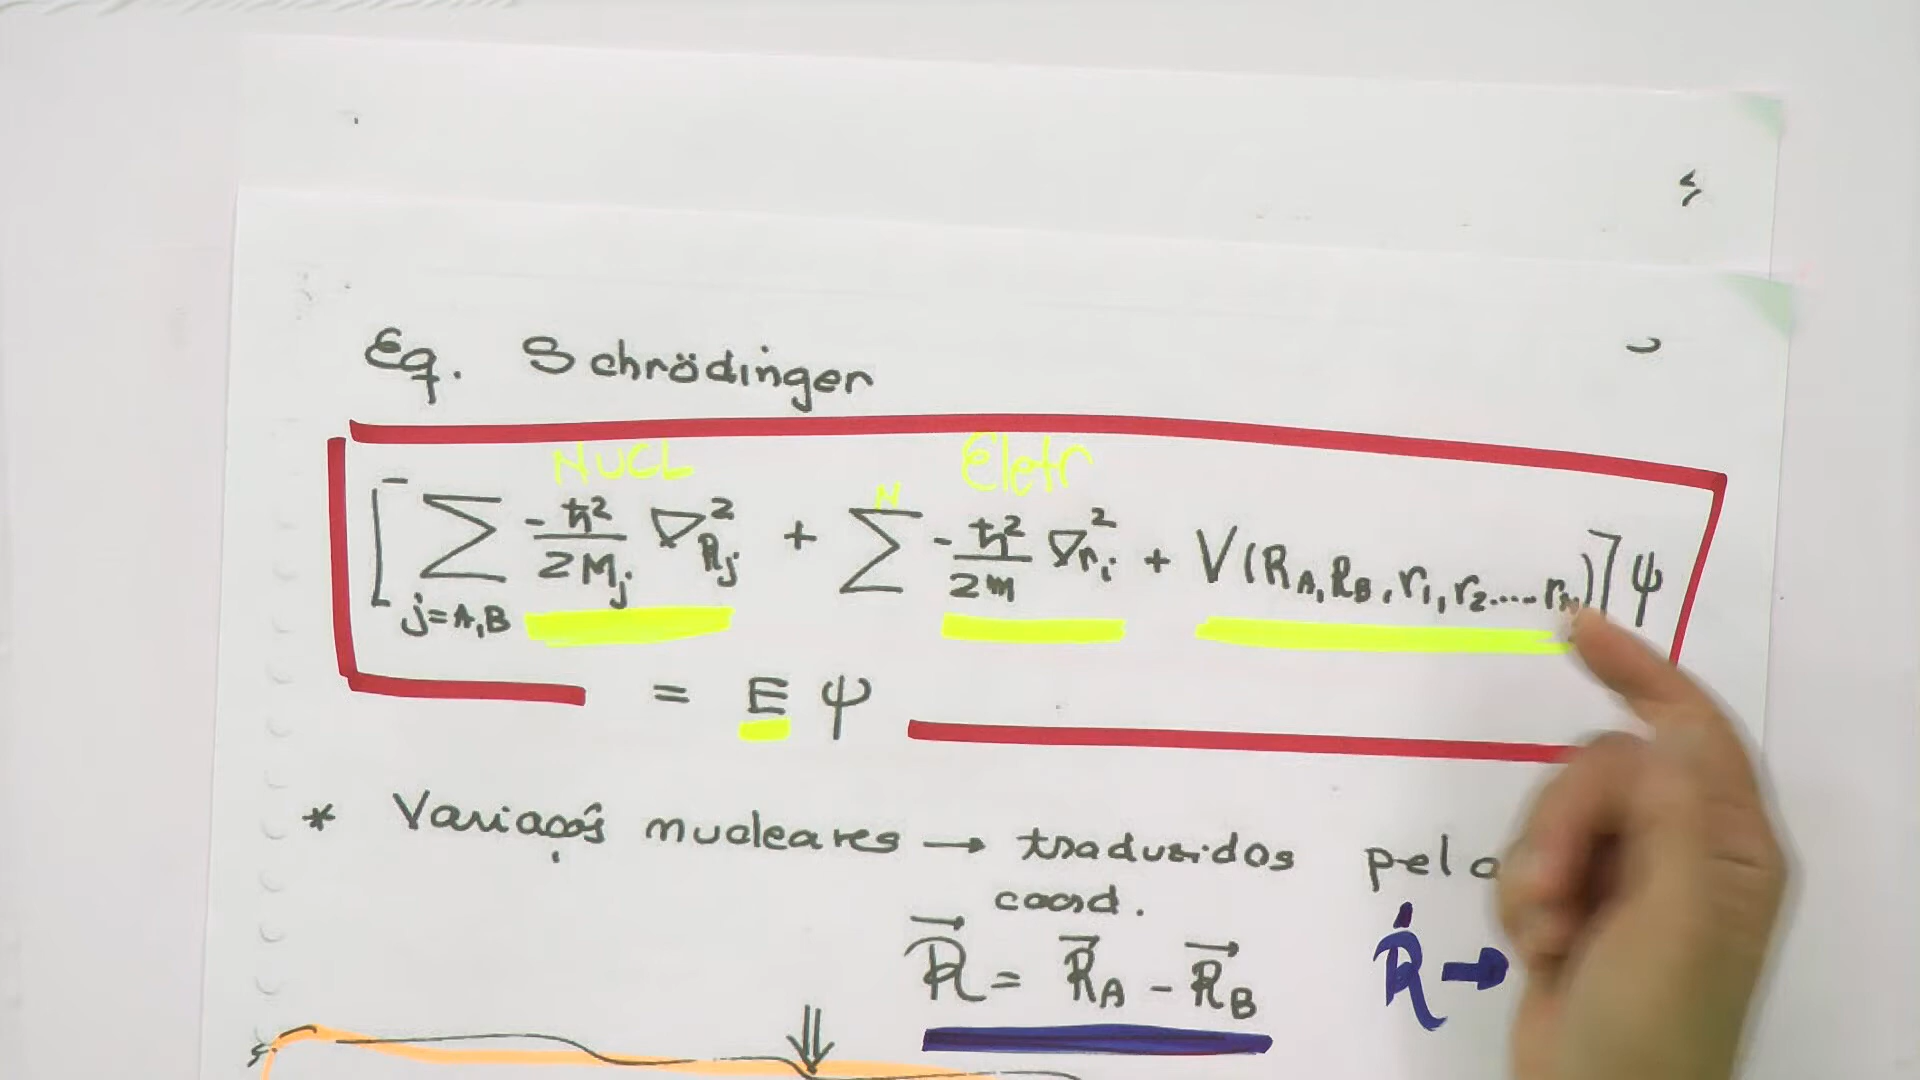 Eq. Schrödinger
NUCL Eletr
[ ∑ j=A,B -ħ²/2Mj ∇²Rj + ∑ N -ħ²/2m ∇²ri + V(RA, RB, r1, r2....rN) ] ψ
= E ψ
* Variaçõs nucleares → traduzidos pela
coord.
R⃗ = R⃗A - R⃗B R →